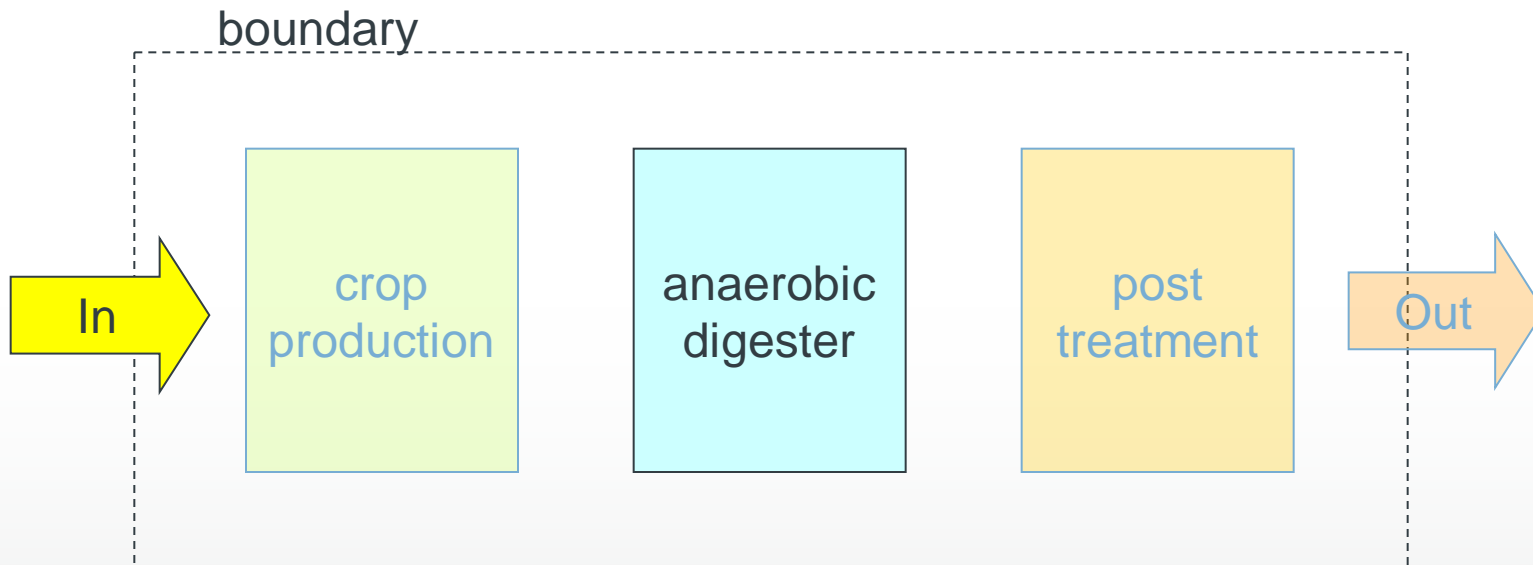 boundary
In
crop
production
anaerobic
digester
post
treatment
Out